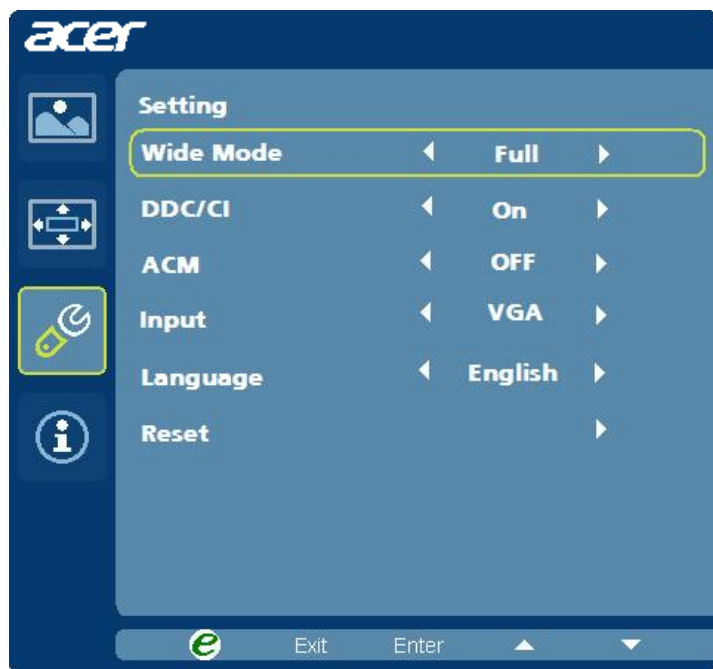 acer
Setting
Wide Mode Full
DDC/CI On
ACM OFF
Input VGA
Language English
Reset
e Exit Enter